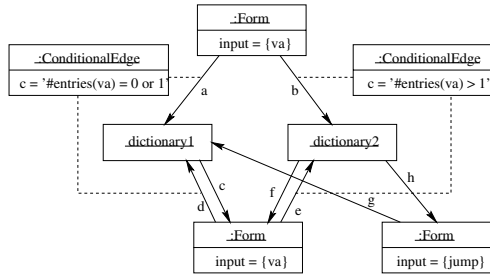 :Form
input = {va}
:ConditionalEdge
c = '#entries(va) = 0 or 1'
:ConditionalEdge
c = '#entries(va) > 1'
a
b
dictionary1
dictionary2
c
d
f
e
g
h
:Form
input = {va}
:Form
input = {jump}